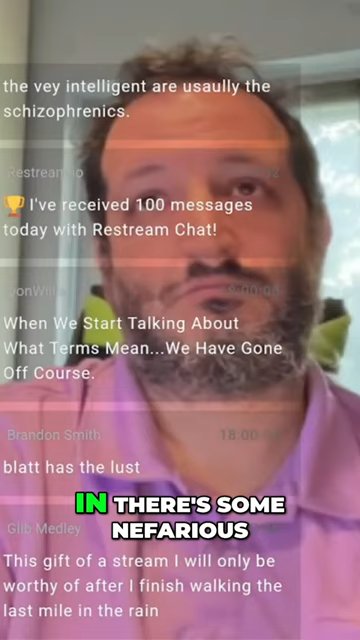 the vey intelligent are usaully the
schizophrenics.
🏆 I've received 100 messages
today with Restream Chat!
When We Start Talking About
What Terms Mean...We Have Gone
Off Course.
Brandon Smith
blatt has the lust
IN THERE'S SOME
NEFARIOUS
Glib Medley
This gift of a stream I will only be
worthy of after I finish walking the
last mile in the rain